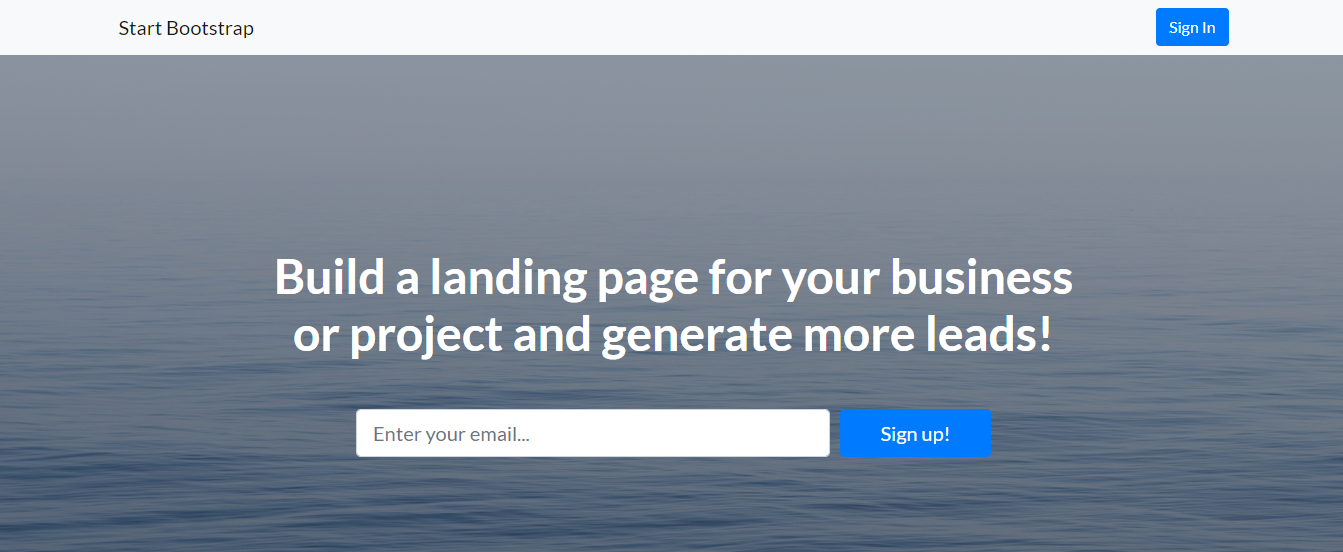 Start Bootstrap
Sign In
Build a landing page for your business
or project and generate more leads!
Enter your email...
Sign up!